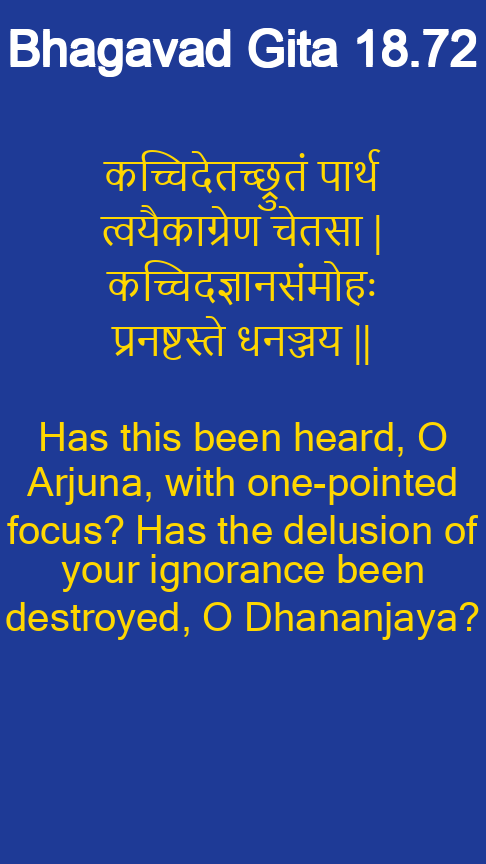 Bhagavad Gita 18.72
कच्चिदेतच्छ्रुतं पार्थ
त्वयैकाग्रेण चेतसा |
कच्चिदज्ञानसंमोहः
प्रनष्टस्ते धनञ्जय ||
Has this been heard, O
Arjuna, with one-pointed
focus? Has the delusion of
your ignorance been
destroyed, O Dhananjaya?